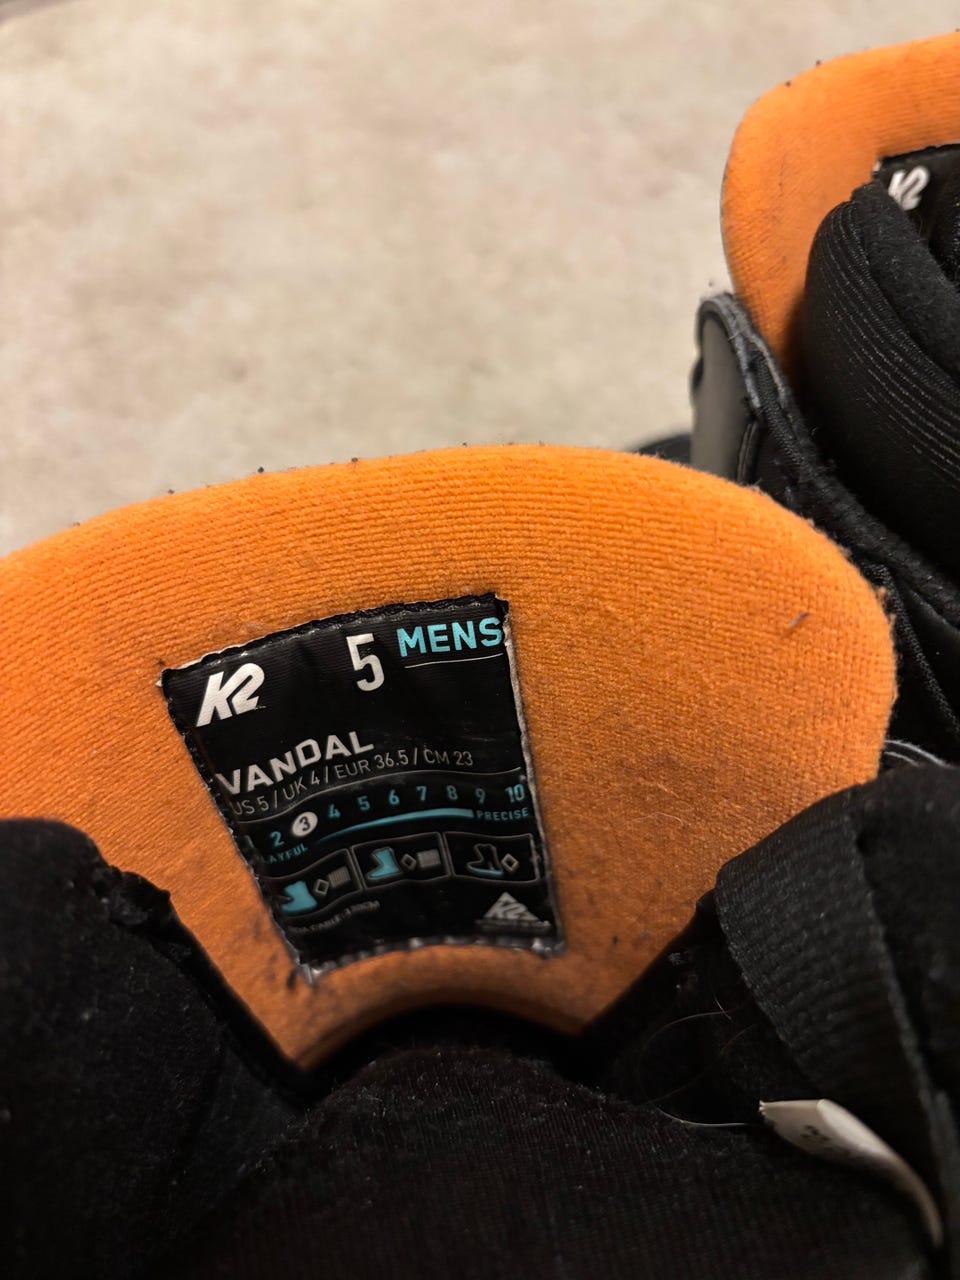 K2 5 MENS
VANDAL
US 5 / UK 4 / EUR 36.5 / CM 23
2 3 4 5 6 7 8 9 10
PRECISE
K2
K2